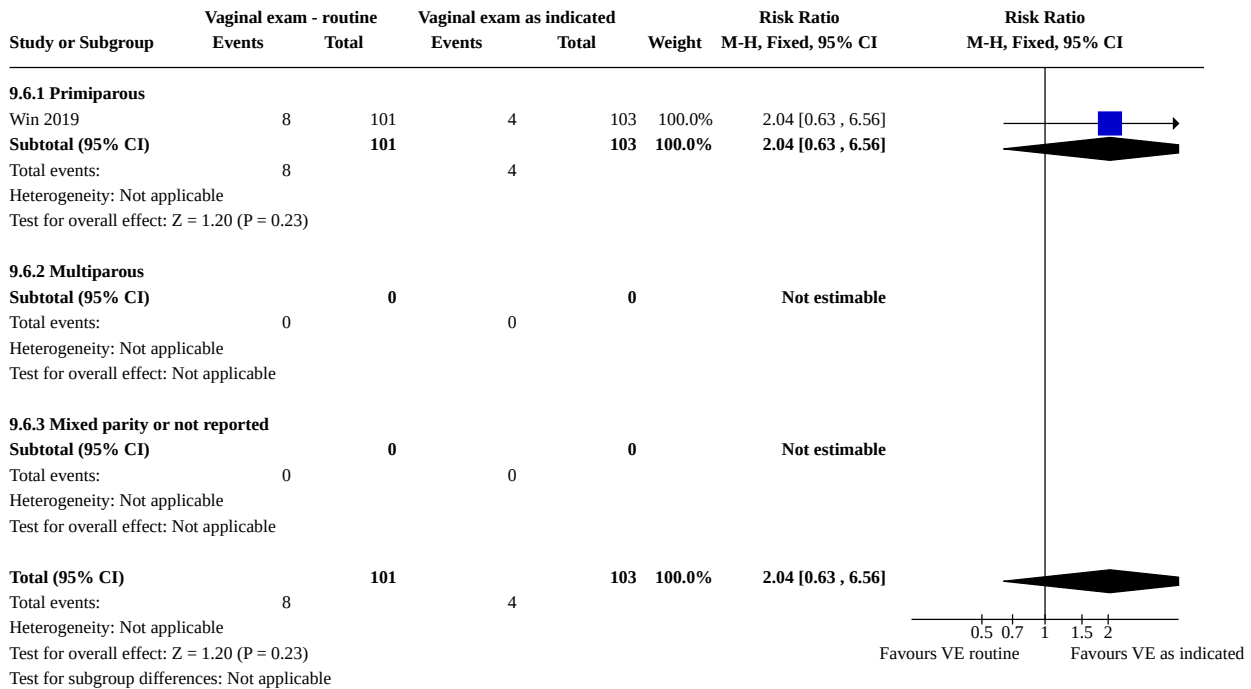 Vaginal exam - routine Vaginal exam as indicated Risk Ratio Risk Ratio
Study or Subgroup Events Total Events Total Weight M-H, Fixed, 95% CI M-H, Fixed, 95% CI
9.6.1 Primiparous
Win 2019 8 101 4 103 100.0% 2.04 [0.63 , 6.56]
Subtotal (95% CI) 101 103 100.0% 2.04 [0.63 , 6.56]
Total events: 8 4
Heterogeneity: Not applicable
Test for overall effect: Z = 1.20 (P = 0.23)
9.6.2 Multiparous
Subtotal (95% CI) 0 0 Not estimable
Total events: 0 0
Heterogeneity: Not applicable
Test for overall effect: Not applicable
9.6.3 Mixed parity or not reported
Subtotal (95% CI) 0 0 Not estimable
Total events: 0 0
Heterogeneity: Not applicable
Test for overall effect: Not applicable
Total (95% CI) 101 103 100.0% 2.04 [0.63 , 6.56]
Total events: 8 4
Heterogeneity: Not applicable 0.5 0.7 1 1.5 2
Test for overall effect: Z = 1.20 (P = 0.23) Favours VE routine Favours VE as indicated
Test for subgroup differences: Not applicable